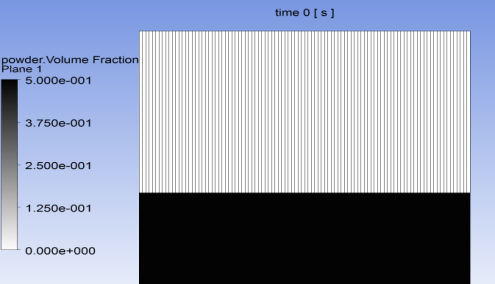 time 0 [ s ]
powder.Volume Fraction
Plane 1
5.000e-001
3.750e-001
2.500e-001
1.250e-001
0.000e+000